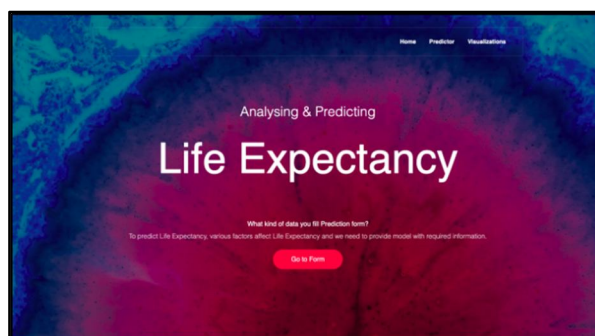 Home Predictor Visualizations
Analysing & Predicting
Life Expectancy
What kind of data you fill Prediction form?
To predict Life Expectancy, various factors affect Life Expectancy and we need to provide model with required information.
Go to Form